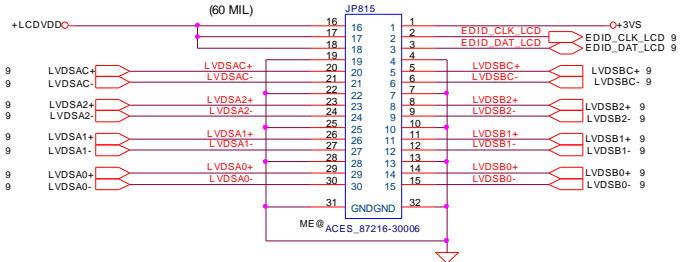 (60 MIL) JP815
+LCDVDD 16 16 1 1 +3VS
17 17 2 2 EDID_CLK_LCD EDID_CLK_LCD 9
18 18 3 3 EDID_DAT_LCD EDID_DAT_LCD 9
19 19 4 4
9 LVDSAC+ LVDSAC+ 20 20 5 5 LVDSBC+ LVDSBC+ 9
9 LVDSAC- LVDSAC- 21 21 6 6 LVDSBC- LVDSBC- 9
22 22 7 7
9 LVDSA2+ LVDSA2+ 23 23 8 8 LVDSB2+ LVDSB2+ 9
9 LVDSA2- LVDSA2- 24 24 9 9 LVDSB2- LVDSB2- 9
25 25 10 10
9 LVDSA1+ LVDSA1+ 26 26 11 11 LVDSB1+ LVDSB1+ 9
9 LVDSA1- LVDSA1- 27 27 12 12 LVDSB1- LVDSB1- 9
28 28 13 13
9 LVDSA0+ LVDSA0+ 29 29 14 14 LVDSB0+ LVDSB0+ 9
9 LVDSA0- LVDSA0- 30 30 15 15 LVDSB0- LVDSB0- 9
31 GNDGND 32
ME@ ACES_87216-30006